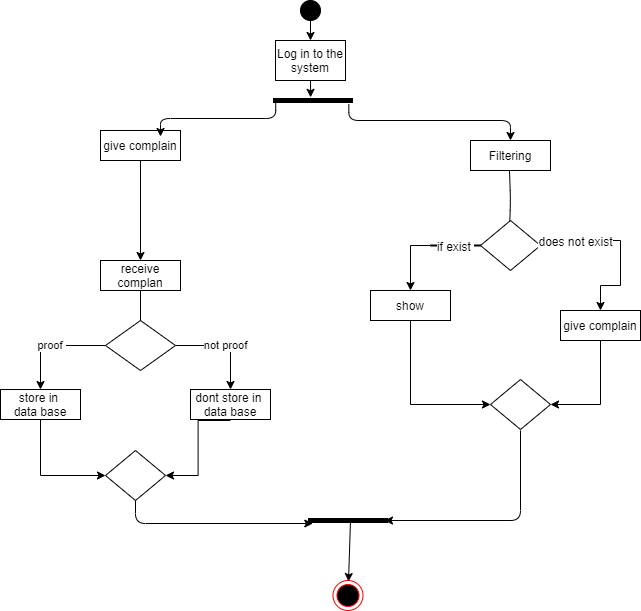 Log in to the
system
give complain
Filtering
if exist
does not exist
receive
complan
show
give complain
proof
not proof
store in
data base
dont store in
data base